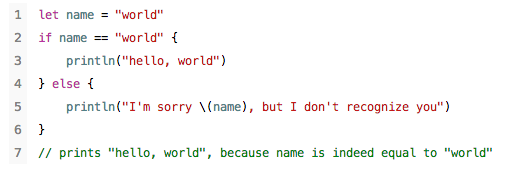 1 let name = "world"
2 if name == "world" {
3     println("hello, world")
4 } else {
5     println("I'm sorry \(name), but I don't recognize you")
6 }
7 // prints "hello, world", because name is indeed equal to "world"